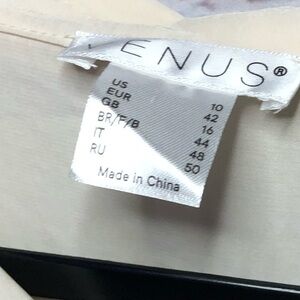 VENUS®
US 10
EUR 42
GB 16
BR/F/B 44
IT 48
RU 50
Made in China